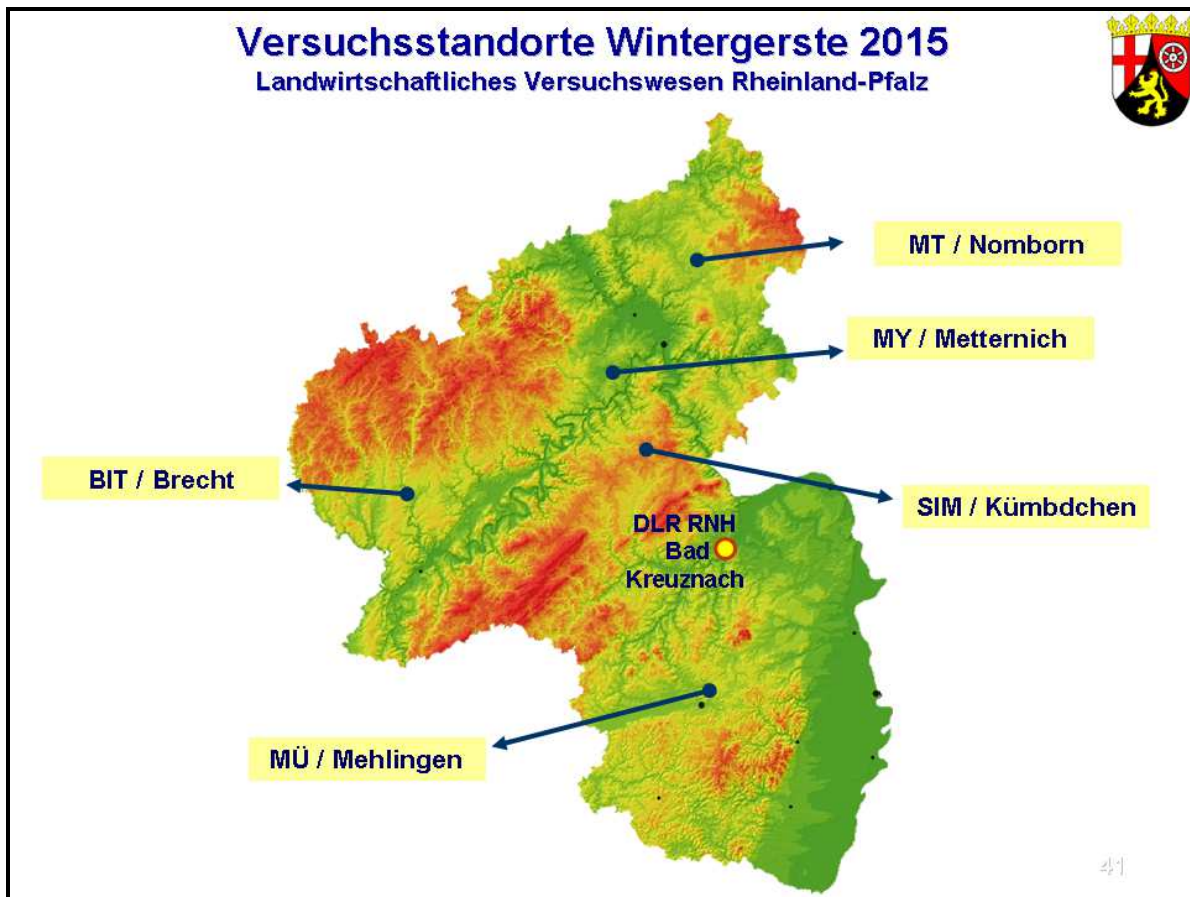 Versuchsstandorte Wintergerste 2015
Landwirtschaftliches Versuchswesen Rheinland-Pfalz
MT / Nomborn
MY / Metternich
BIT / Brecht
SIM / Kümbdchen
DLR RNH
Bad
Kreuznach
MÜ / Mehlingen
41